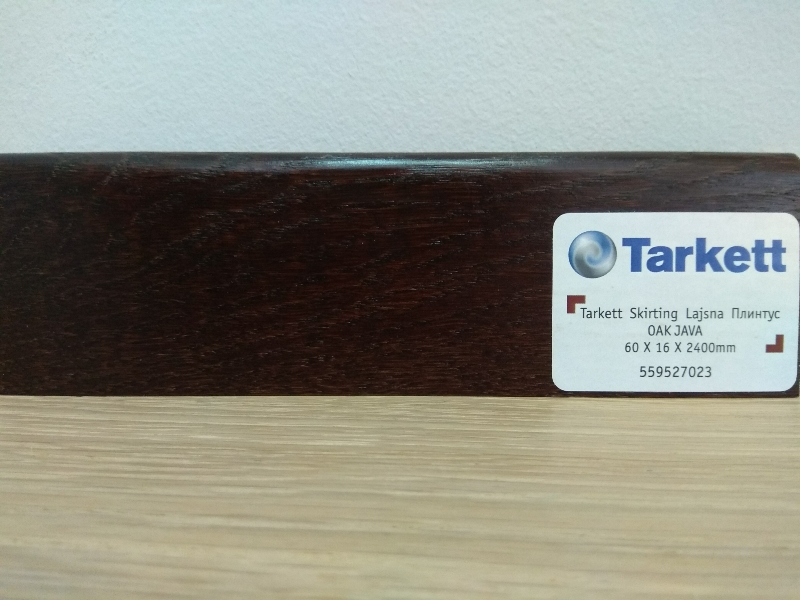 Tarkett
Tarkett Skirting Lajsna Плинтус
OAK JAVA
60 X 16 X 2400mm
559527023